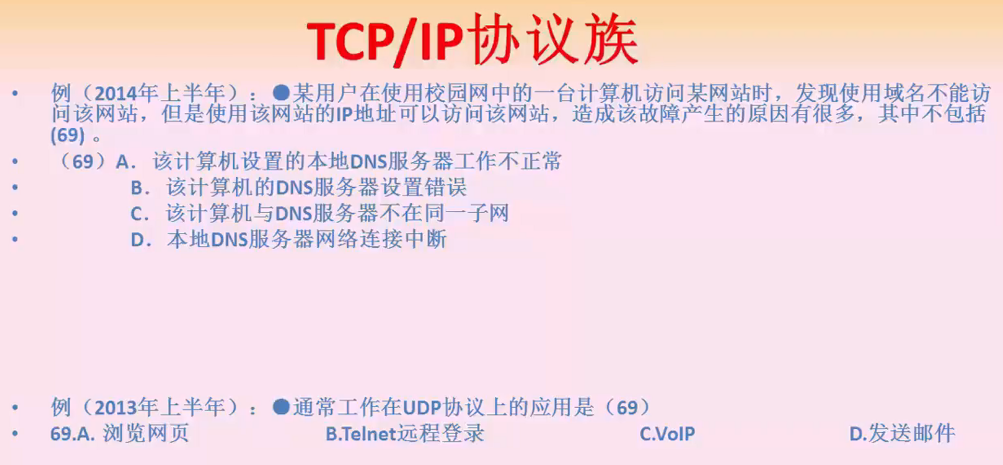 TCP/IP协议族
• 例（2014年上半年）：●某用户在使用校园网中的一台计算机访问某网站时，发现使用域名不能访
问该网站，但是使用该网站的IP地址可以访问该网站，造成该故障产生的原因有很多，其中不包括
(69) 。
• （69）A．该计算机设置的本地DNS服务器工作不正常
• B．该计算机的DNS服务器设置错误
• C．该计算机与DNS服务器不在同一子网
• D．本地DNS服务器网络连接中断
• 例（2013年上半年）：●通常工作在UDP协议上的应用是（69）
• 69.A. 浏览网页 B.Telnet远程登录 C.VoIP D.发送邮件